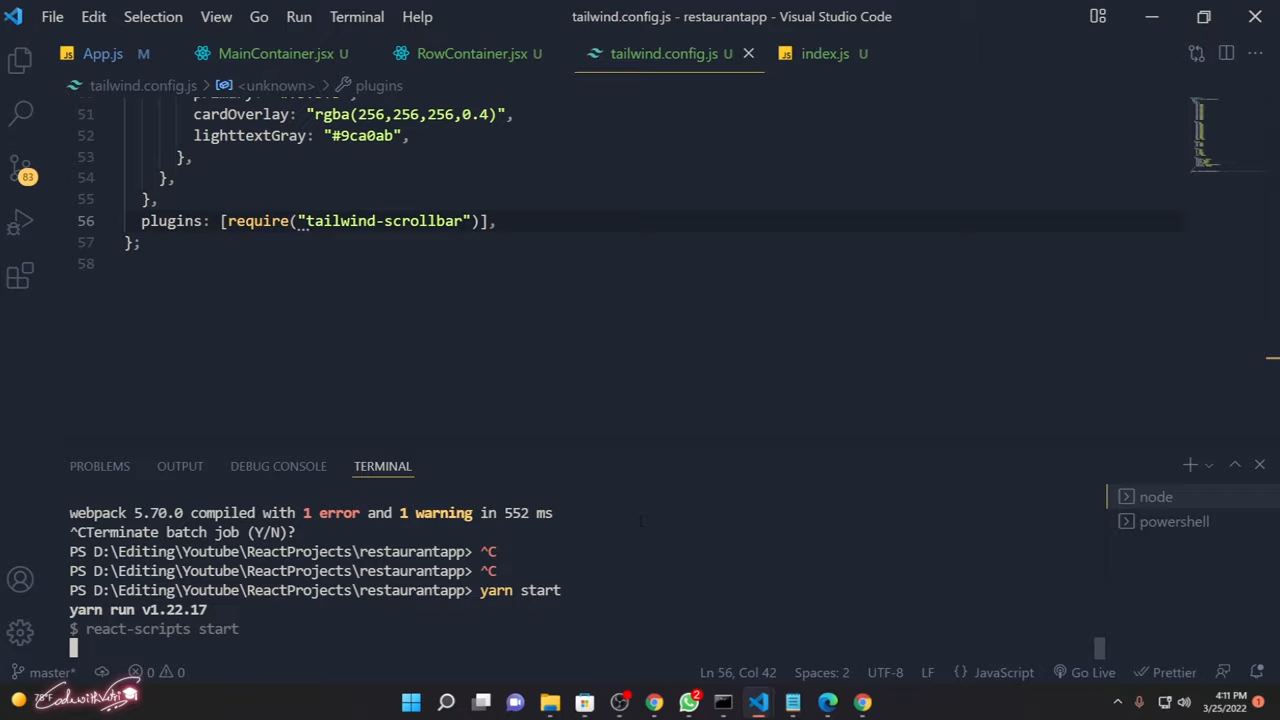 File Edit Selection View Go Run Terminal Help tailwind.config.js - restaurantapp - Visual Studio Code
JS App.js M MainContainer.jsx U RowContainer.jsx U tailwind.config.js U JS index.js U
tailwind.config.js > <unknown> > plugins
51 cardOverlay: "rgba(256,256,256,0.4)",
52 lighttextGray: "#9ca0ab",
53 },
54 },
55 },
56 plugins: [require("tailwind-scrollbar")],
57 };
58
83
PROBLEMS OUTPUT DEBUG CONSOLE TERMINAL
webpack 5.70.0 compiled with 1 error and 1 warning in 552 ms
^CTerminate batch job (Y/N)?
PS D:\Editing\Youtube\ReactProjects\restaurantapp> ^C
PS D:\Editing\Youtube\ReactProjects\restaurantapp> ^C
PS D:\Editing\Youtube\ReactProjects\restaurantapp> yarn start
yarn run v1.22.17
$ react-scripts start
node
powershell
master* 0 0 Ln 56, Col 42 Spaces: 2 UTF-8 LF {} JavaScript Go Live Prettier
2
4:11 PM
3/25/2022
1